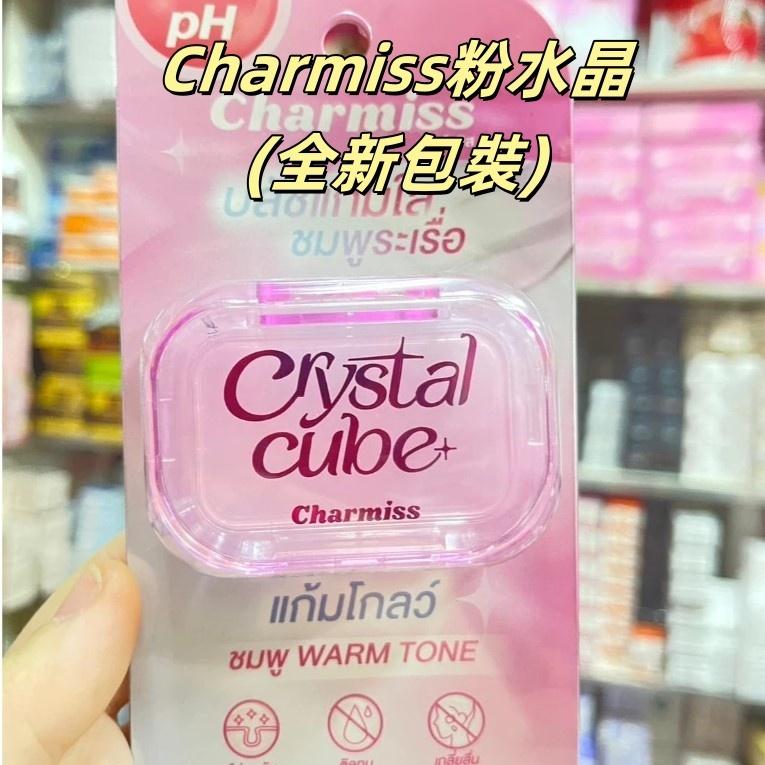 pH
Charmiss粉水晶
Charmiss
(全新包裝)
ชมพูระเรื่อ
Crystal
cube
Charmiss
แก้มโกลว์
ชมพู WARM TONE